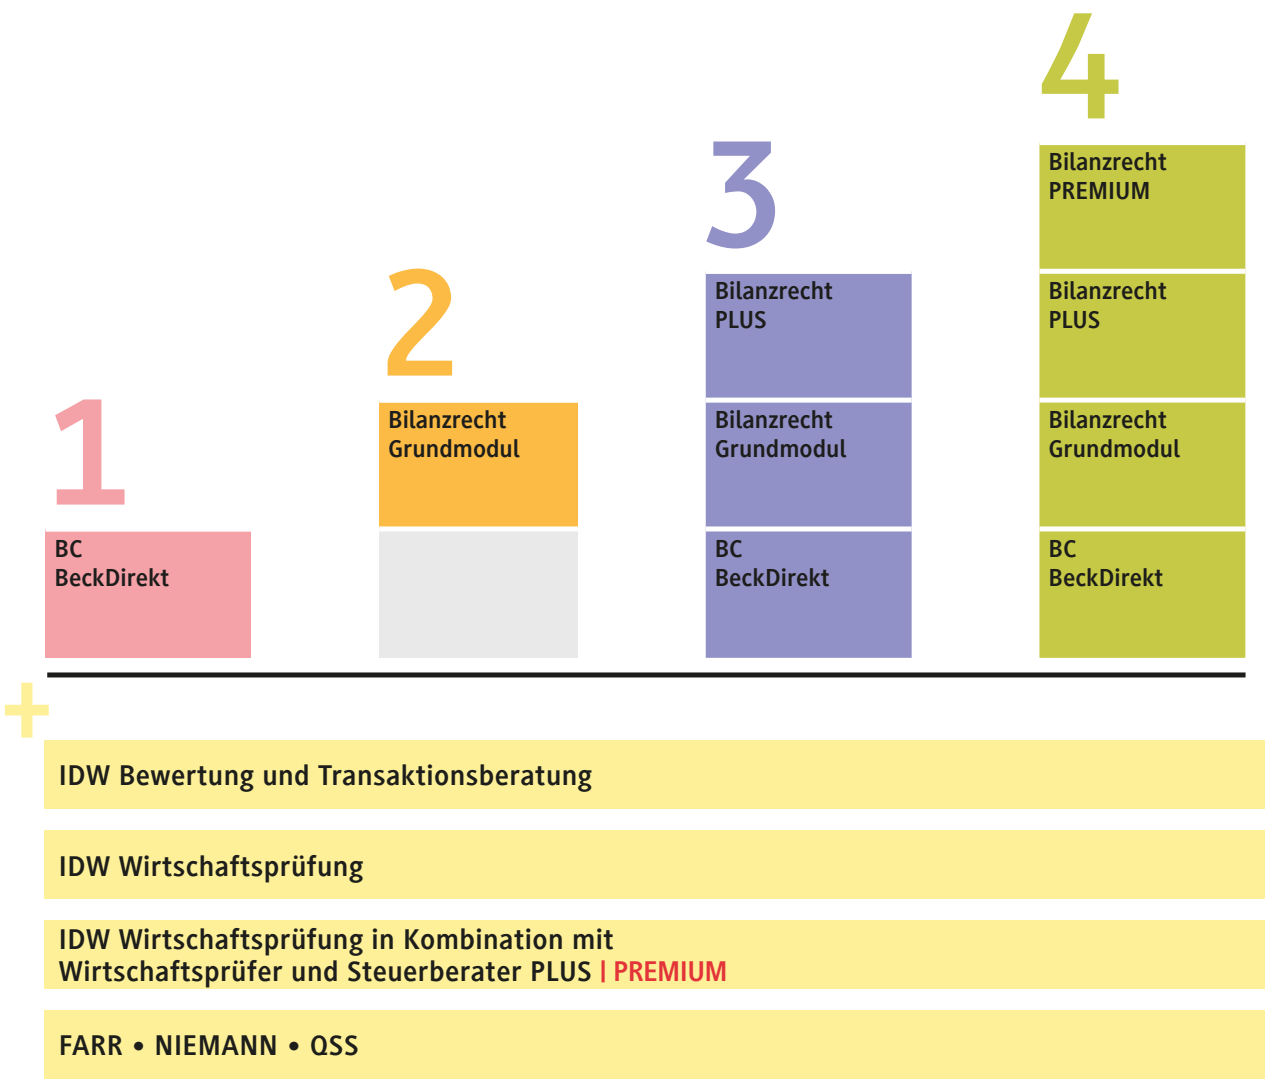 1
BC
BeckDirekt
2
Bilanzrecht
Grundmodul
3
Bilanzrecht
PLUS
Bilanzrecht
Grundmodul
BC
BeckDirekt
4
Bilanzrecht
PREMIUM
Bilanzrecht
PLUS
Bilanzrecht
Grundmodul
BC
BeckDirekt
+
IDW Bewertung und Transaktionsberatung
IDW Wirtschaftsprüfung
IDW Wirtschaftsprüfung in Kombination mit
Wirtschaftsprüfer und Steuerberater PLUS | PREMIUM
FARR • NIEMANN • QSS